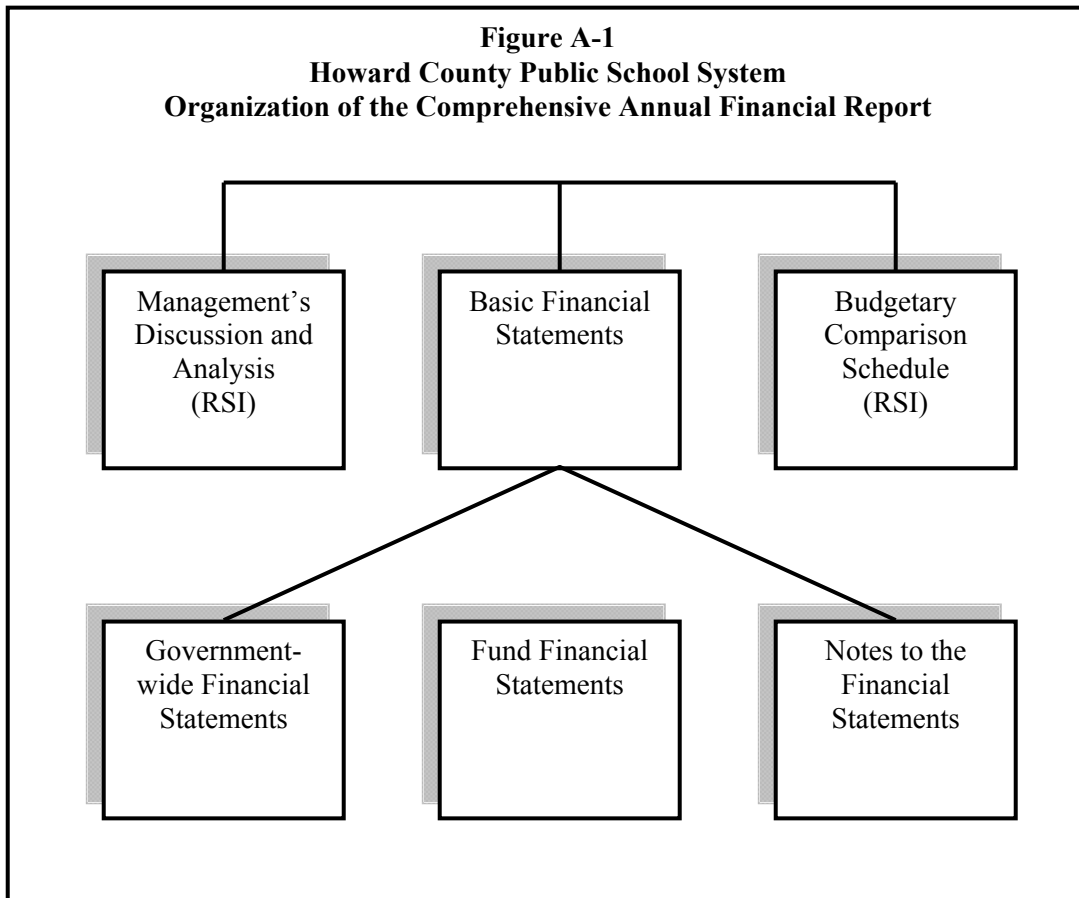 Figure A-1
Howard County Public School System
Organization of the Comprehensive Annual Financial Report
Management’s
Discussion and
Analysis
(RSI)
Basic Financial
Statements
Budgetary
Comparison
Schedule
(RSI)
Government-
wide Financial
Statements
Fund Financial
Statements
Notes to the
Financial
Statements